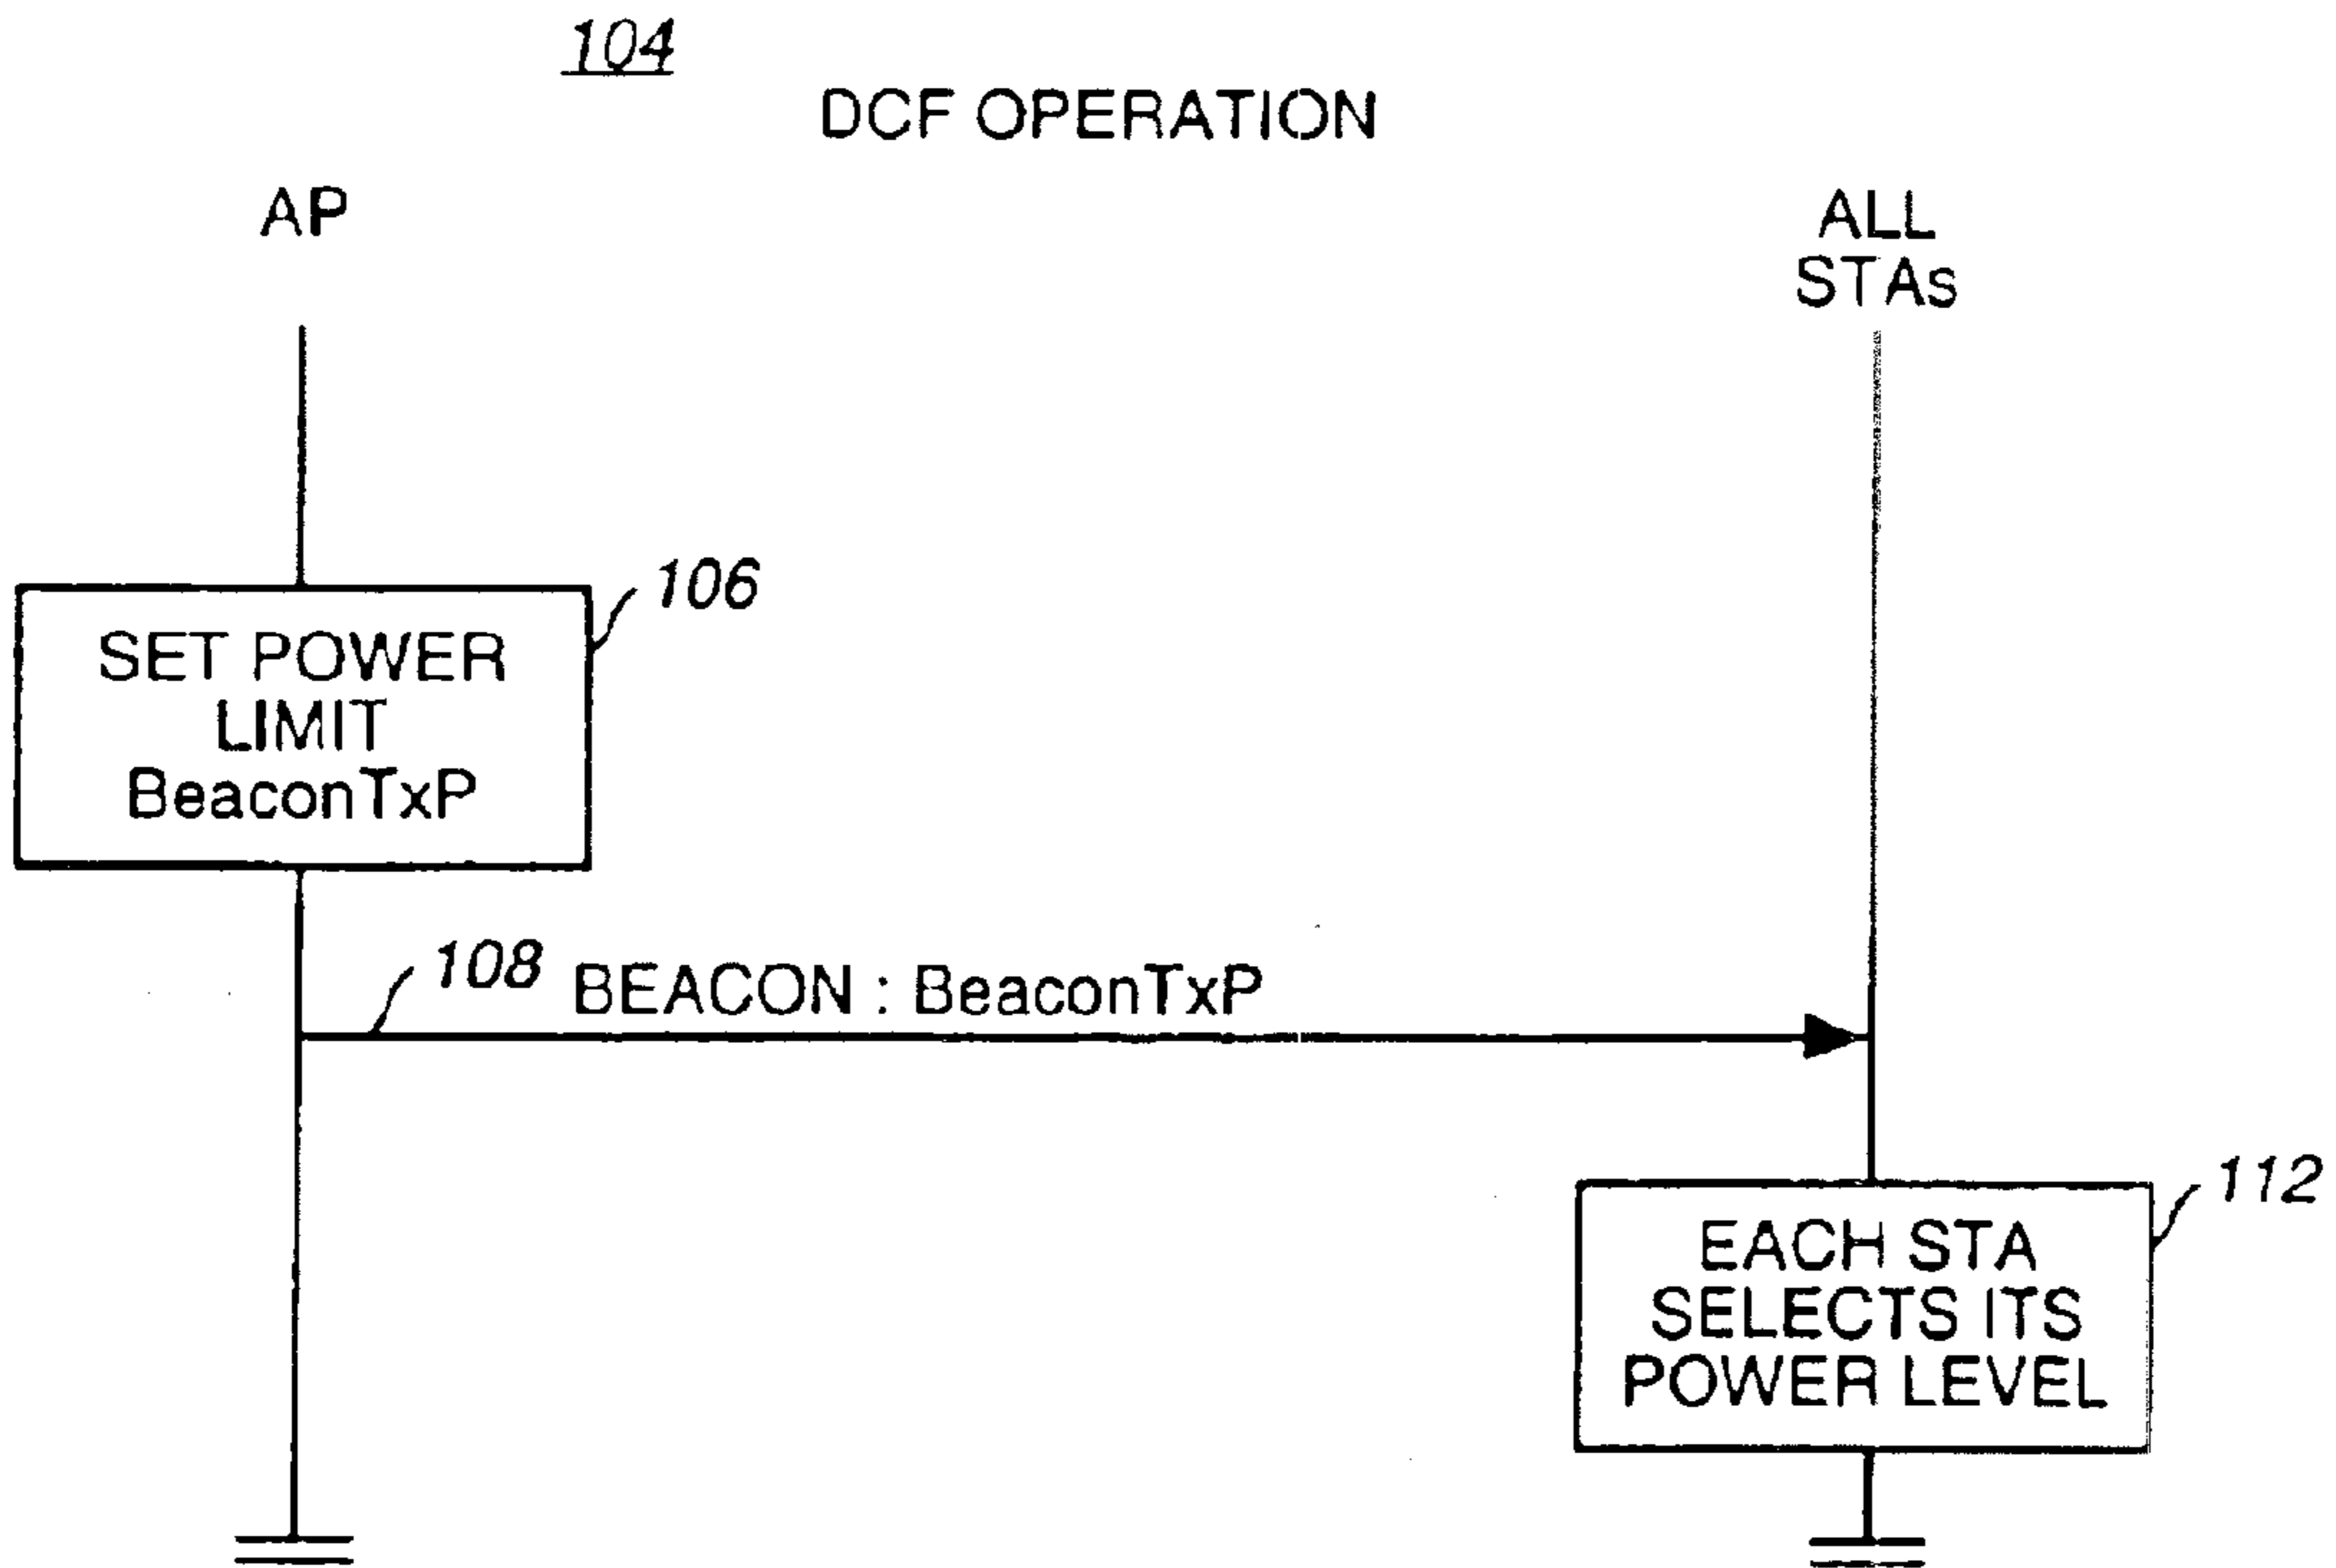 104
DCF OPERATION
AP
ALL
STAs
106
SET POWER
LIMIT
BeaconTxP
108
BEACON : BeaconTxP
112
EACH STA
SELECTS ITS
POWER LEVEL